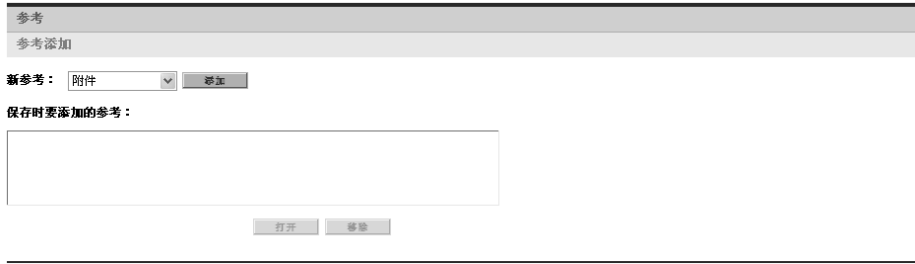 参考
参考添加
新参考： 附件 添加
保存时要添加的参考：
打开 移除